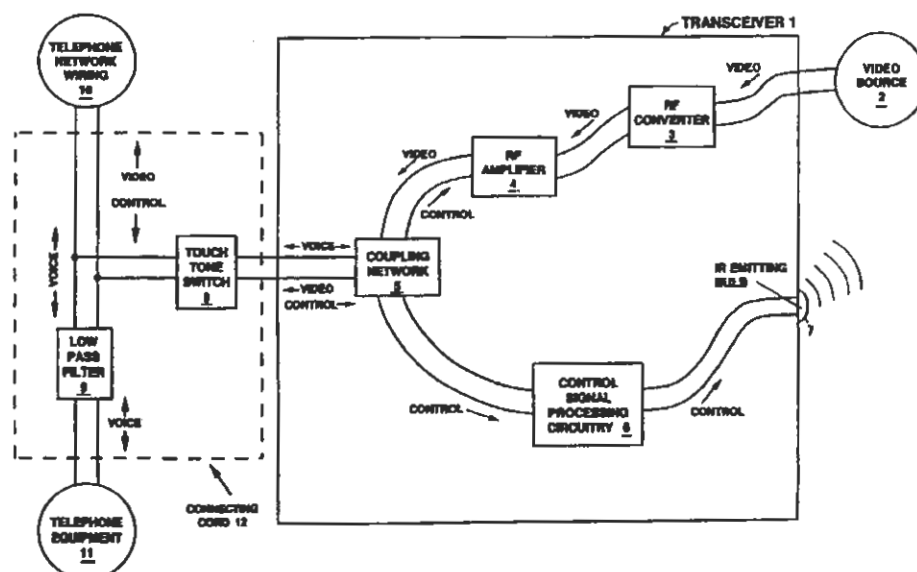 TRANSCEIVER 1
TELEPHONE
NETWORK
WIRING
10
VIDEO
SOURCE
2
VIDEO
RF
CONVERTER
3
VIDEO
RF
AMPLIFIER
4
VIDEO
CONTROL
VIDEO
CONTROL
VOICE
TOUCH
TONE
SWITCH
8
VOICE
VIDEO
CONTROL
COUPLING
NETWORK
5
IR EMITTING
BULB
7
LOW
PASS
FILTER
9
VOICE
CONTROL
CONTROL
SIGNAL
PROCESSING
CIRCUITRY 6
CONTROL
CONNECTING
CORD 12
TELEPHONE
EQUIPMENT
11